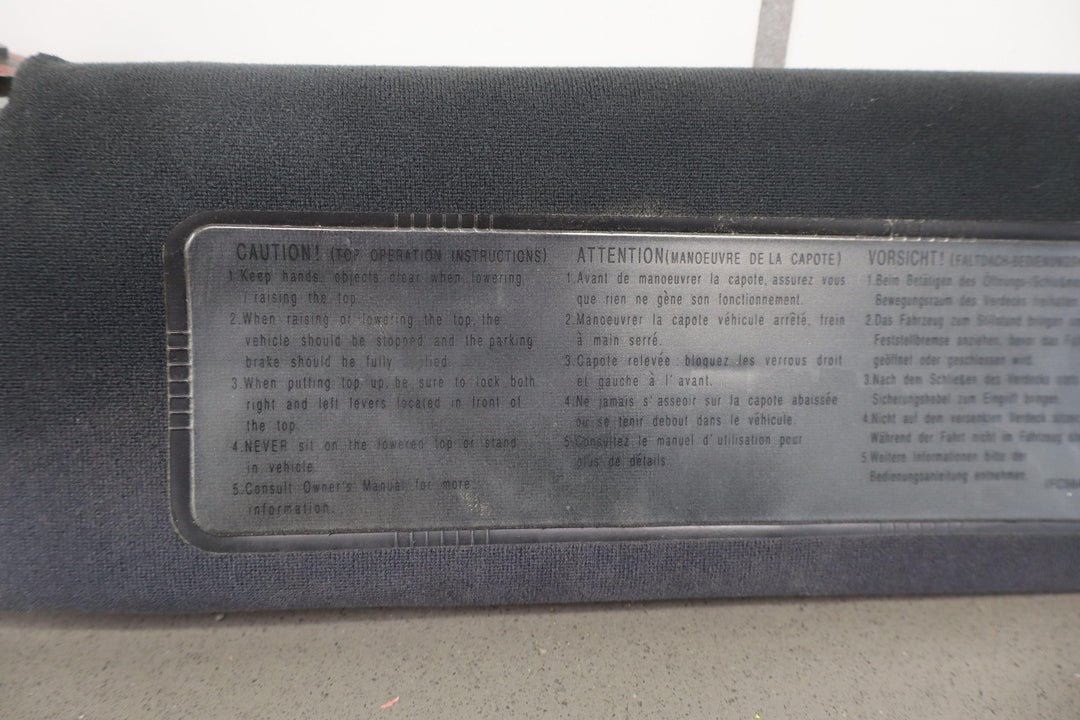 CAUTION! (TOP OPERATION INSTRUCTIONS)
1.Keep hands, objects clear when lowering
/ raising the top.
2.When raising or lowering the top, the
vehicle should be stopped and the parking
brake should be fully plied.
3.When putting top up, be sure to lock both
right and left levers located in front of
the top.
4.NEVER sit on the lowered top or stand
in vehicle.
5.Consult Owner's Manual for more
information.
ATTENTION(MANOEUVRE DE LA CAPOTE)
1.Avant de manoeuvrer la capote, assurez vous
que rien ne gène son fonctionnement.
2.Manoeuvrer la capote véhicule arrêté, frein
à main serré.
3.Capote relevée : bloquez les verrous droit
et gauche à l'avant.
4.Ne jamais s'asseoir sur la capote abaissée
ou se tenir debout dans le véhicule.
5.Consultez le manuel d'utilisation pour
plus de détails.
VORSICHT! (FALTDACH-BEDIENUNGS
1.Beim Betätigen des Öffnungs-/Schließ
Bewegungsraum des Verdecks
2.Das Fahrzeug zum Stillstand bringen
Feststellbremse anziehen, bevor das
geöffnet oder geschlossen wird.
3.Nach dem Schließen des Verdecks
Sicherungshebel zum Eingriff bringen.
4.Nicht auf dem versenkten Verdeck
Während der Fahrt nicht im Fahrzeug
5.Weitere Informationen bitte der
Bedienungsanleitung entnehmen.